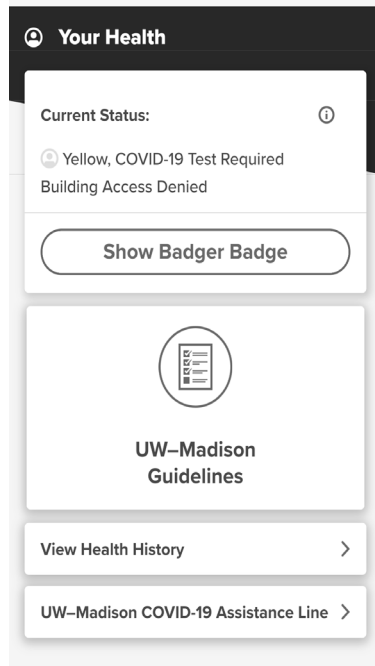 Your Health
Current Status:
Yellow, COVID-19 Test Required
Building Access Denied
Show Badger Badge
UW–Madison
Guidelines
View Health History
UW–Madison COVID-19 Assistance Line